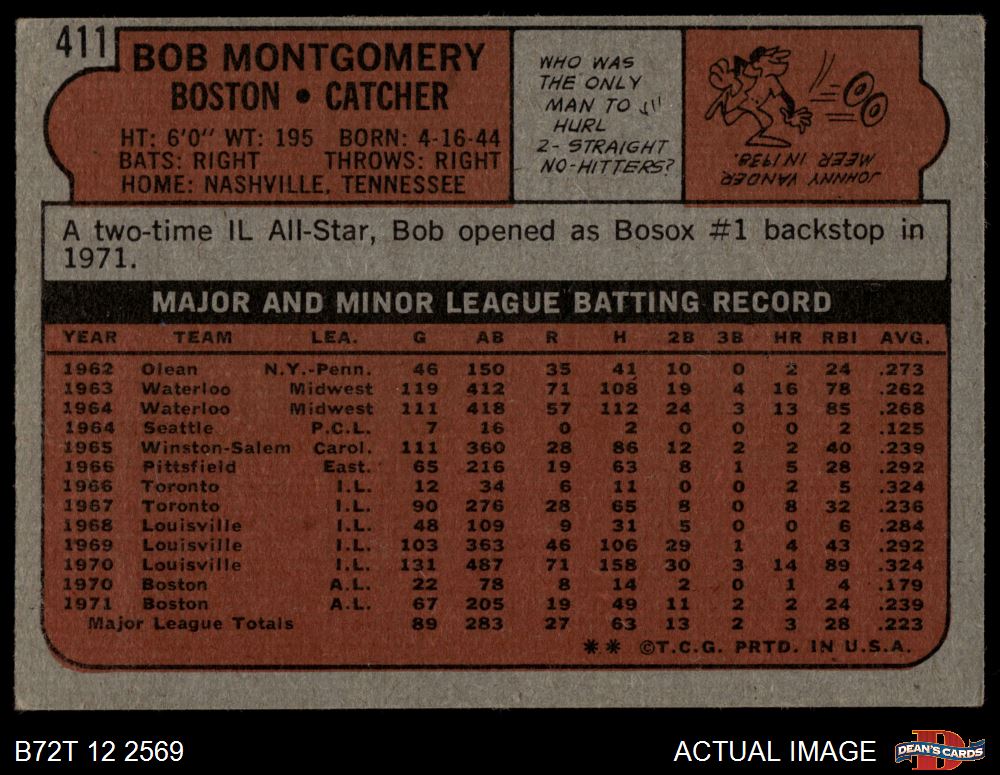 411
BOB MONTGOMERY
BOSTON • CATCHER
HT: 6'0" WT: 195 BORN: 4-16-44
BATS: RIGHT THROWS: RIGHT
HOME: NASHVILLE, TENNESSEE
WHO WAS
THE ONLY
MAN TO
HURL
2-STRAIGHT
NO-HITTERS?
JOHNNY VANDER
MEER IN 1938.
A two-time IL All-Star, Bob opened as Bosox #1 backstop in
1971.
MAJOR AND MINOR LEAGUE BATTING RECORD
YEAR TEAM LEA. G AB R H 2B 3B HR RBI AVG.
1962 Olean N.Y.-Penn. 46 150 35 41 10 0 2 24 .273
1963 Waterloo Midwest 119 412 71 108 19 4 16 78 .262
1964 Waterloo Midwest 111 418 57 112 24 3 13 85 .268
1964 Seattle P.C.L. 7 16 0 2 0 0 0 2 .125
1965 Winston-Salem Carol. 111 360 28 86 12 2 2 40 .239
1966 Pittsfield East. 65 216 19 63 8 1 5 28 .292
1966 Toronto I.L. 12 34 6 11 0 0 2 5 .324
1967 Toronto I.L. 90 276 28 65 8 0 8 32 .236
1968 Louisville I.L. 48 109 9 31 5 0 0 6 .284
1969 Louisville I.L. 103 363 46 106 29 1 4 43 .292
1970 Louisville I.L. 131 487 71 158 30 3 14 89 .324
1970 Boston A.L. 22 78 8 14 2 0 1 4 .179
1971 Boston A.L. 67 205 19 49 11 2 2 24 .239
Major League Totals 89 283 27 63 13 2 3 28 .223
** ©T.C.G. PRTD. IN U.S.A.
B72T 12 2569
ACTUAL IMAGE
DEAN'S CARDS